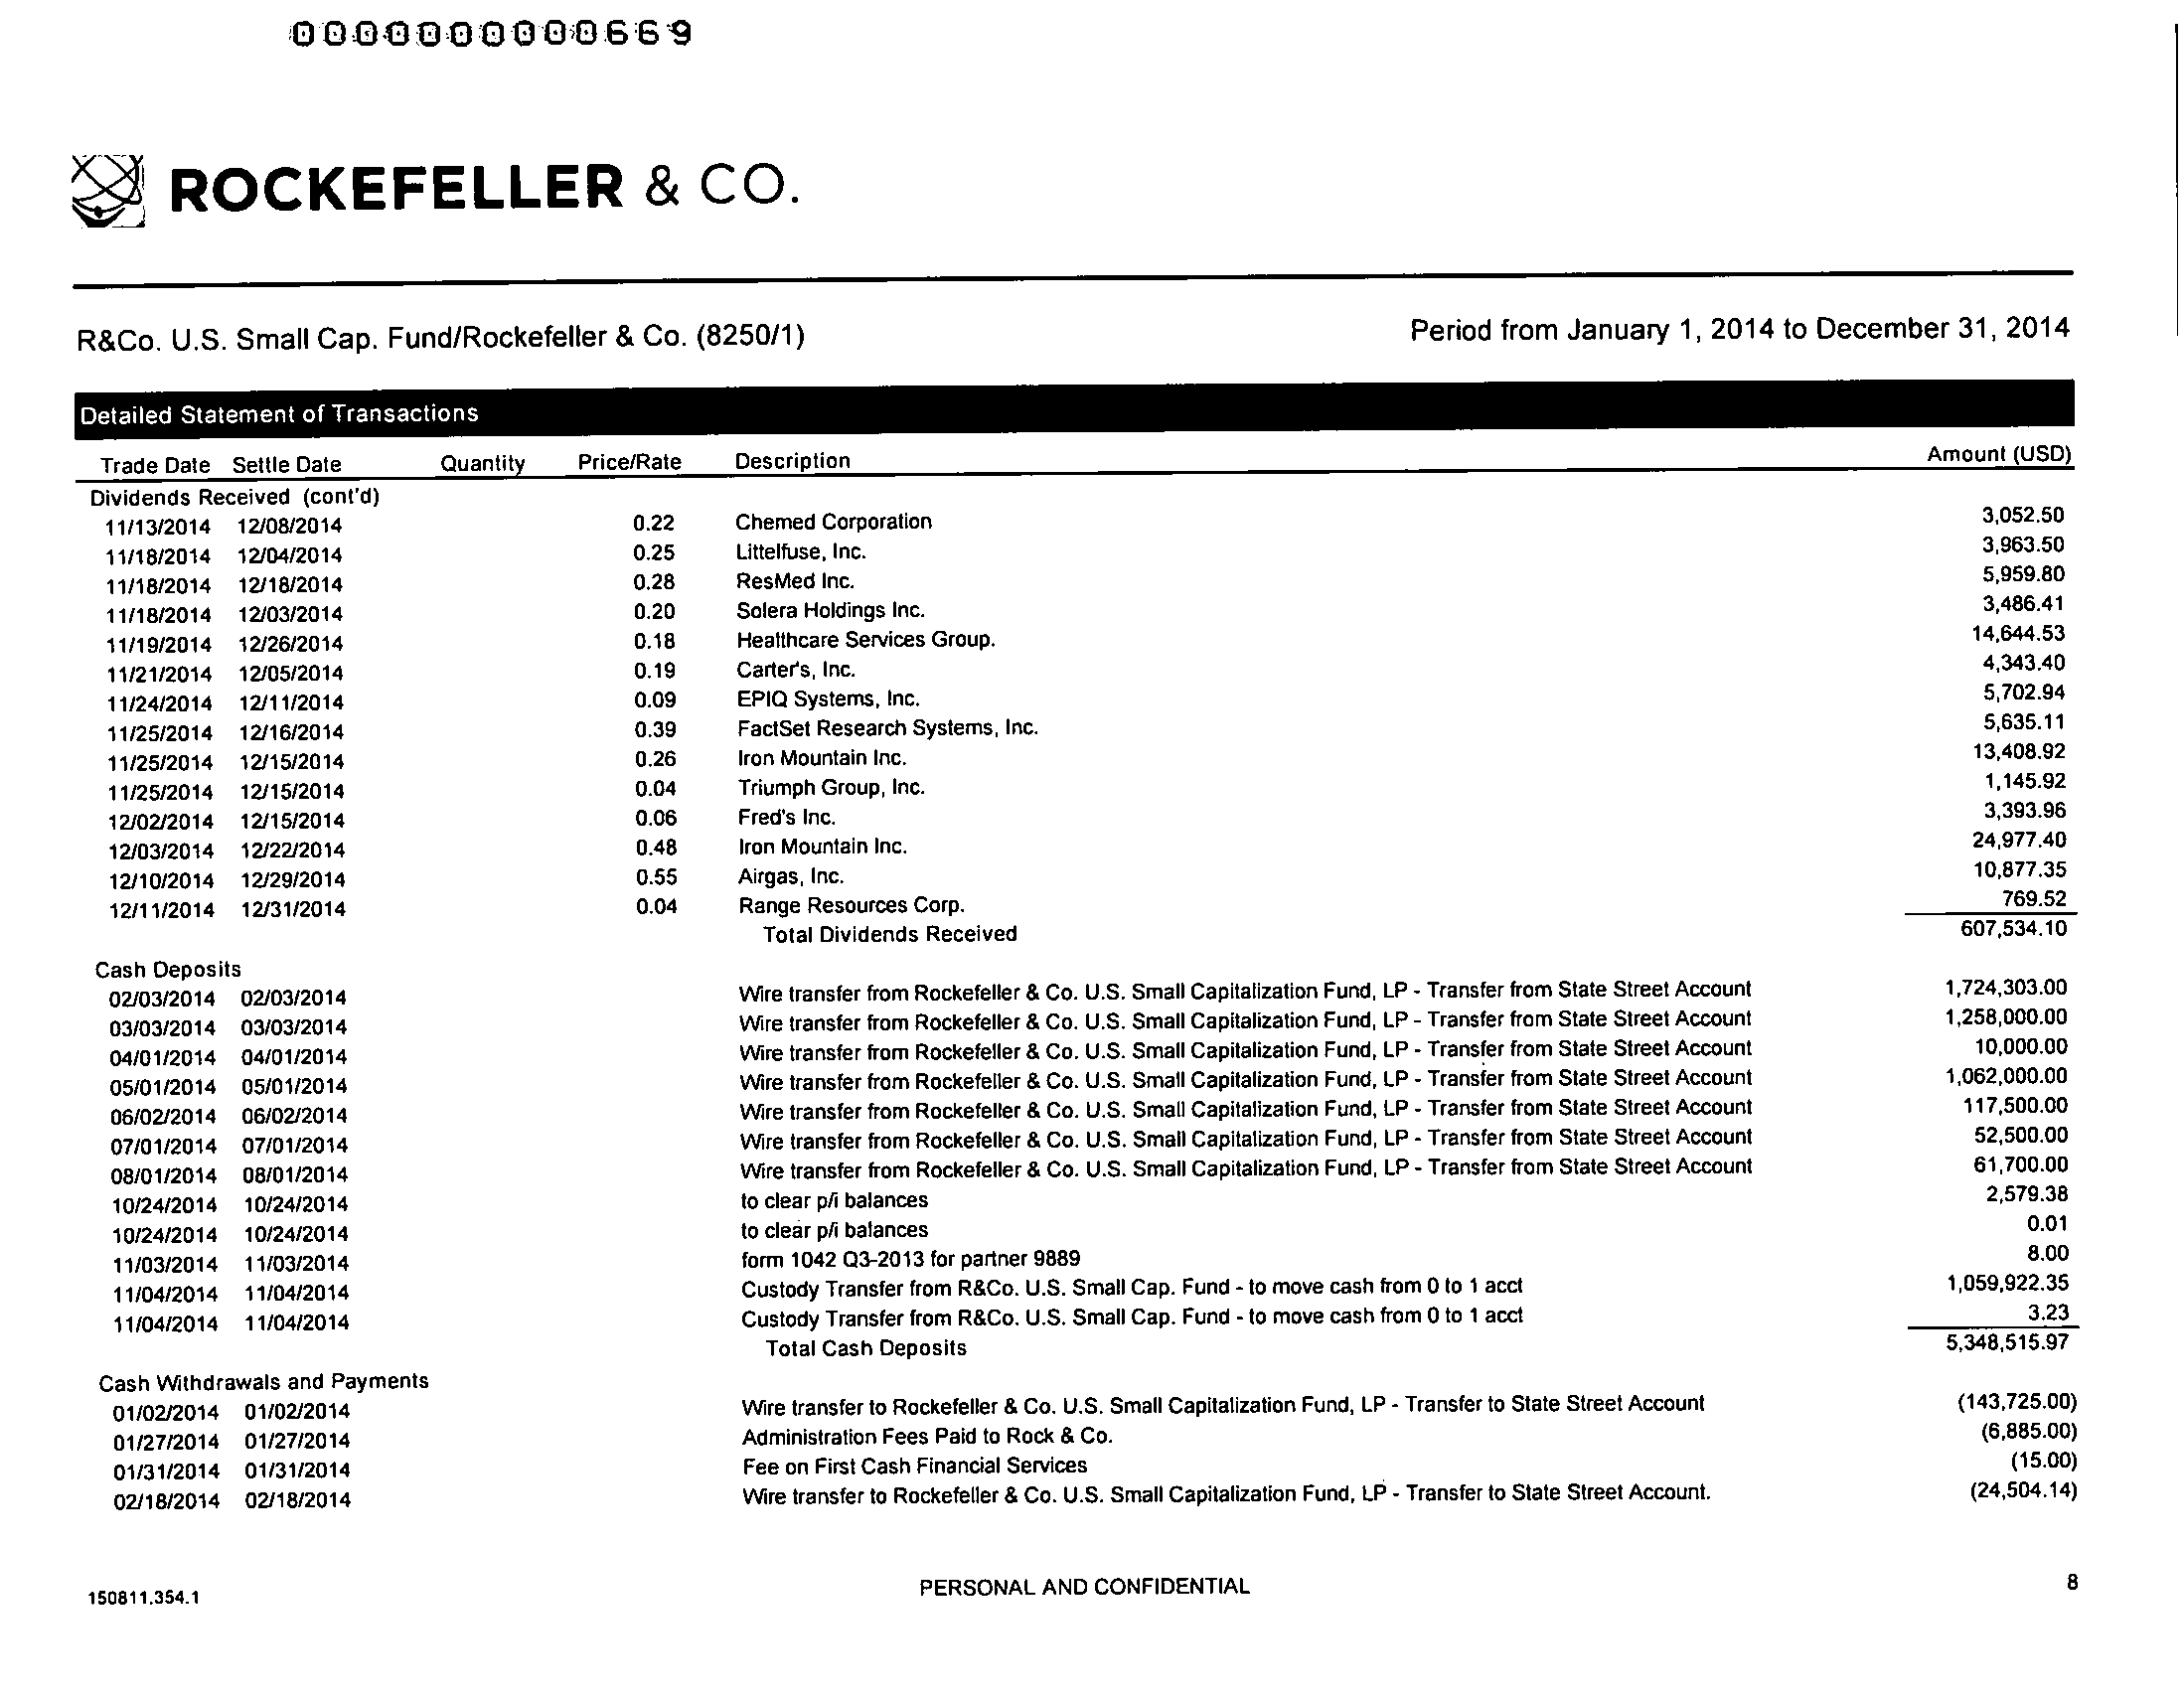 0000000000669
ROCKEFELLER & CO.
R&Co. U.S. Small Cap. Fund/Rockefeller & Co. (8250/1) Period from January 1, 2014 to December 31, 2014
Detailed Statement of Transactions
Trade Date Settle Date Quantity Price/Rate Description Amount (USD)
Dividends Received (cont'd)
11/13/2014 12/08/2014 0.22 Chemed Corporation 3,052.50
11/18/2014 12/04/2014 0.25 Littelfuse, Inc. 3,963.50
11/18/2014 12/18/2014 0.28 ResMed Inc. 5,959.80
11/18/2014 12/03/2014 0.20 Solera Holdings Inc. 3,486.41
11/19/2014 12/26/2014 0.18 Healthcare Services Group. 14,644.53
11/21/2014 12/05/2014 0.19 Carter's, Inc. 4,343.40
11/24/2014 12/11/2014 0.09 EPIQ Systems, Inc. 5,702.94
11/25/2014 12/16/2014 0.39 FactSet Research Systems, Inc. 5,635.11
11/25/2014 12/15/2014 0.26 Iron Mountain Inc. 13,408.92
11/25/2014 12/15/2014 0.04 Triumph Group, Inc. 1,145.92
12/02/2014 12/15/2014 0.06 Fred's Inc. 3,393.96
12/03/2014 12/22/2014 0.48 Iron Mountain Inc. 24,977.40
12/10/2014 12/29/2014 0.55 Airgas, Inc. 10,877.35
12/11/2014 12/31/2014 0.04 Range Resources Corp. 769.52
Total Dividends Received 607,534.10
Cash Deposits
02/03/2014 02/03/2014 Wire transfer from Rockefeller & Co. U.S. Small Capitalization Fund, LP - Transfer from State Street Account 1,724,303.00
03/03/2014 03/03/2014 Wire transfer from Rockefeller & Co. U.S. Small Capitalization Fund, LP - Transfer from State Street Account 1,258,000.00
04/01/2014 04/01/2014 Wire transfer from Rockefeller & Co. U.S. Small Capitalization Fund, LP - Transfer from State Street Account 10,000.00
05/01/2014 05/01/2014 Wire transfer from Rockefeller & Co. U.S. Small Capitalization Fund, LP - Transfer from State Street Account 1,062,000.00
06/02/2014 06/02/2014 Wire transfer from Rockefeller & Co. U.S. Small Capitalization Fund, LP - Transfer from State Street Account 117,500.00
07/01/2014 07/01/2014 Wire transfer from Rockefeller & Co. U.S. Small Capitalization Fund, LP - Transfer from State Street Account 52,500.00
08/01/2014 08/01/2014 Wire transfer from Rockefeller & Co. U.S. Small Capitalization Fund, LP - Transfer from State Street Account 61,700.00
10/24/2014 10/24/2014 to clear p/i balances 2,579.38
10/24/2014 10/24/2014 to clear p/i balances 0.01
11/03/2014 11/03/2014 form 1042 Q3-2013 for partner 9889 8.00
11/04/2014 11/04/2014 Custody Transfer from R&Co. U.S. Small Cap. Fund - to move cash from 0 to 1 acct 1,059,922.35
11/04/2014 11/04/2014 Custody Transfer from R&Co. U.S. Small Cap. Fund - to move cash from 0 to 1 acct 3.23
Total Cash Deposits 5,348,515.97
Cash Withdrawals and Payments
01/02/2014 01/02/2014 Wire transfer to Rockefeller & Co. U.S. Small Capitalization Fund, LP - Transfer to State Street Account (143,725.00)
01/27/2014 01/27/2014 Administration Fees Paid to Rock & Co. (6,885.00)
01/31/2014 01/31/2014 Fee on First Cash Financial Services (15.00)
02/18/2014 02/18/2014 Wire transfer to Rockefeller & Co. U.S. Small Capitalization Fund, LP - Transfer to State Street Account. (24,504.14)
150811.354.1 PERSONAL AND CONFIDENTIAL 8